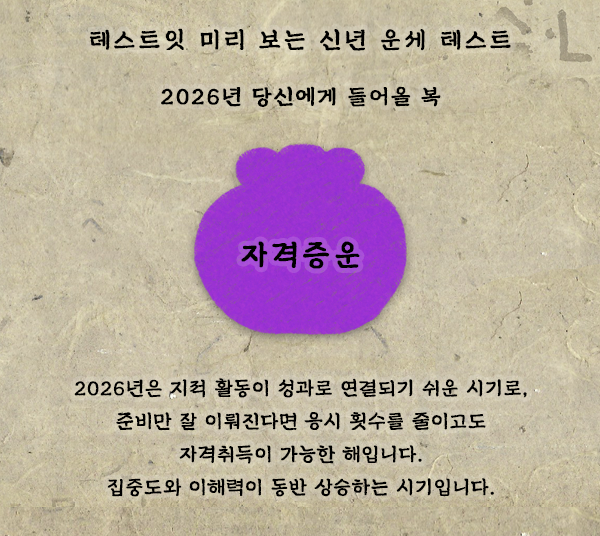 테스트잇 미리 보는 신년 운세 테스트
2026년 당신에게 들어올 복
자격증운
2026년은 지적 활동이 성과로 연결되기 쉬운 시기로,
준비만 잘 이뤄진다면 응시 횟수를 줄이고도
자격취득이 가능한 해입니다.
집중도와 이해력이 동반 상승하는 시기입니다.